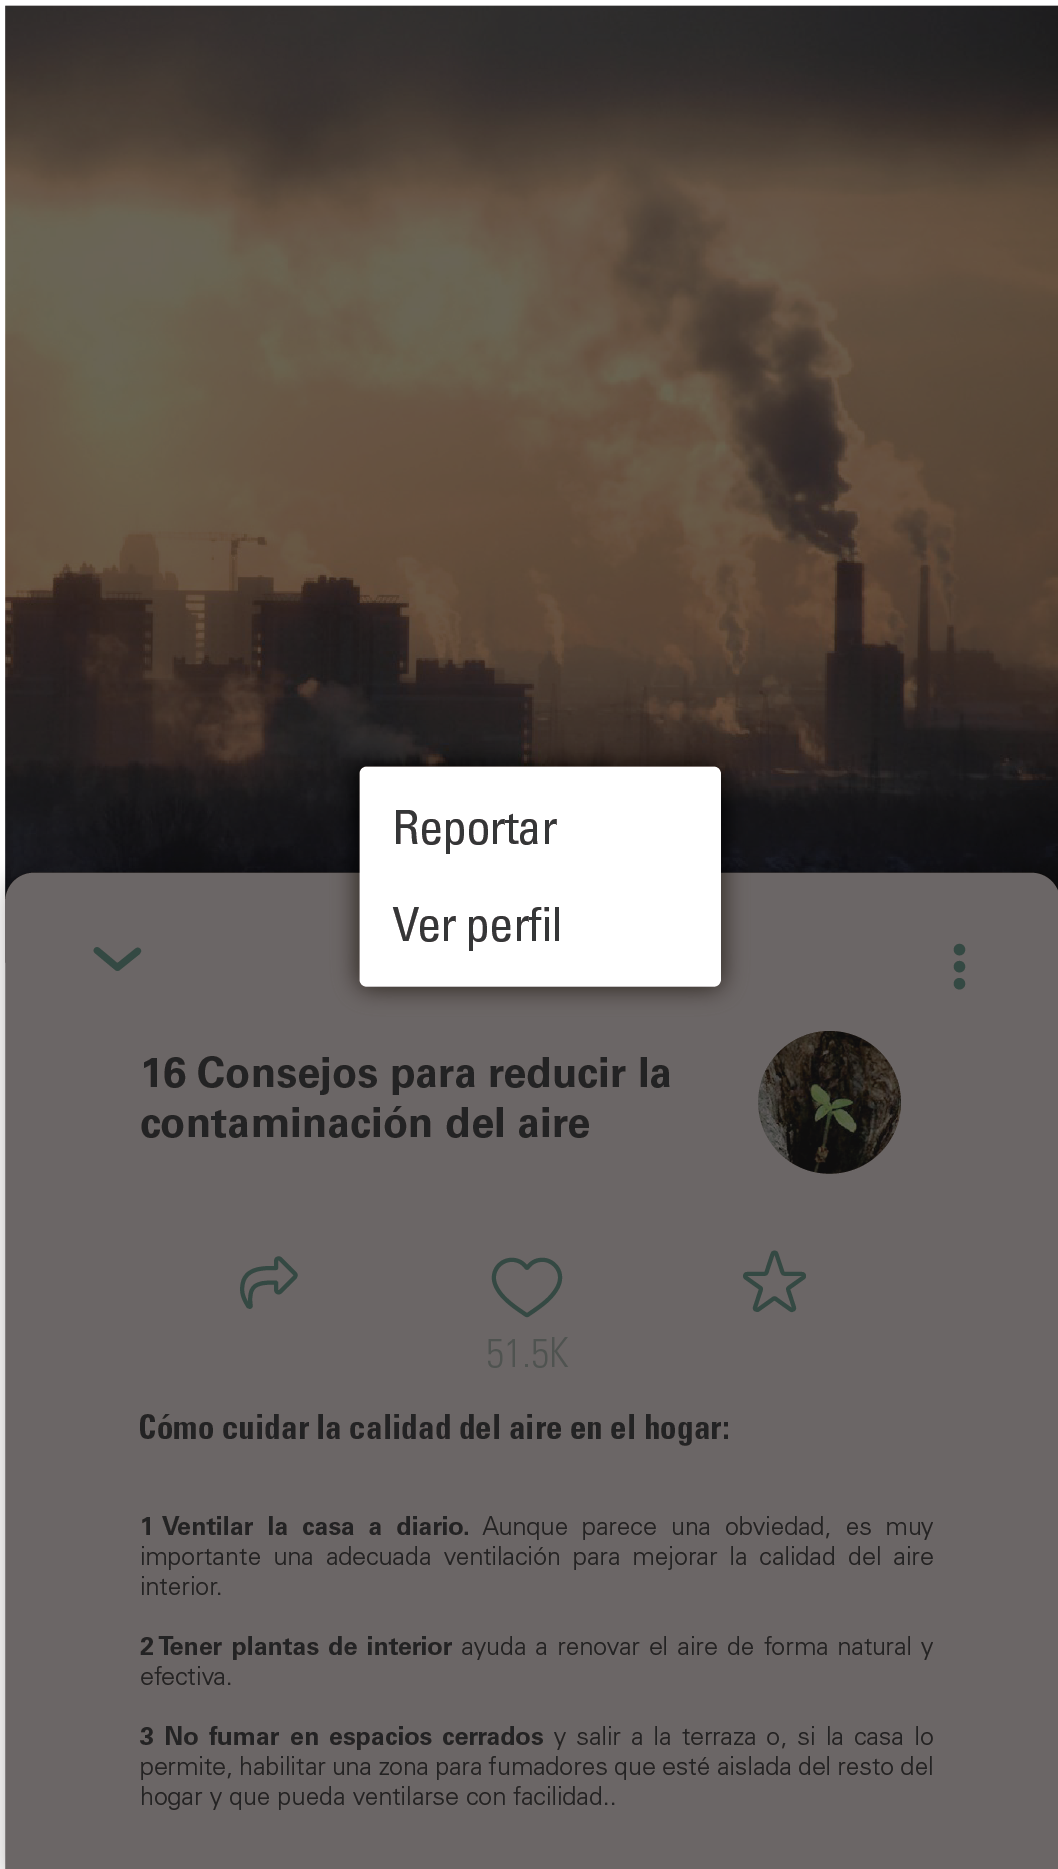 Reportar
Ver perfil
16 Consejos para reducir la
contaminación del aire
51.5K
Cómo cuidar la calidad del aire en el hogar:
1 Ventilar la casa a diario. Aunque parece una obviedad, es muy
importante una adecuada ventilación para mejorar la calidad del aire
interior.
2 Tener plantas de interior ayuda a renovar el aire de forma natural y
efectiva.
3 No fumar en espacios cerrados y salir a la terraza o, si la casa lo
permite, habilitar una zona para fumadores que esté aislada del resto del
hogar y que pueda ventilarse con facilidad..